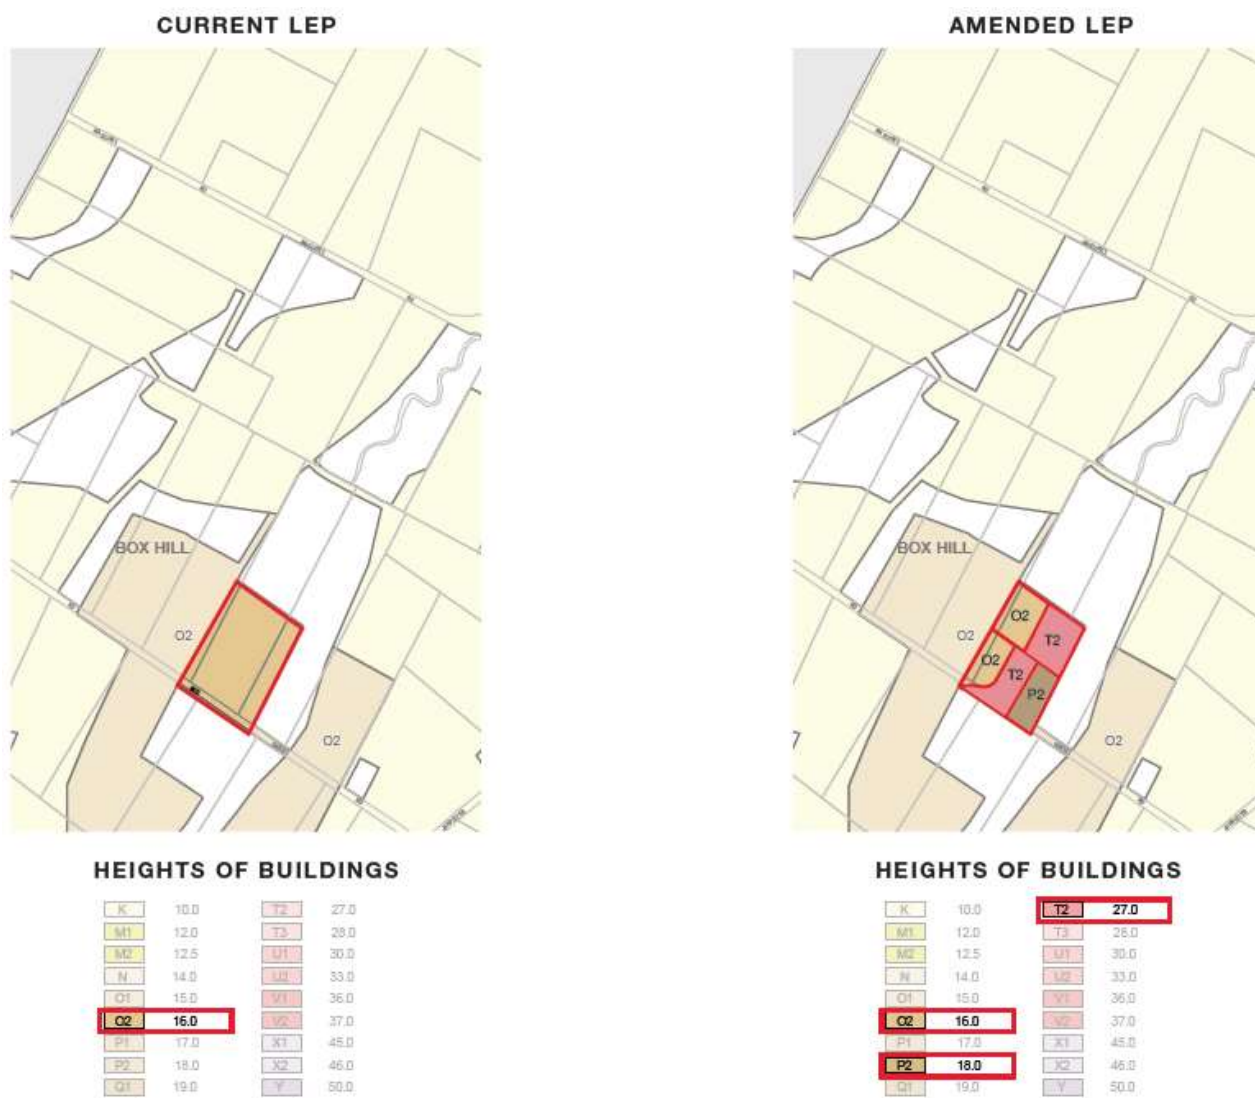 CURRENT LEP
AMENDED LEP
BOX HILL
O2
O2
BOX HILL
O2
O2
T2
O2
T2
P2
O2
HEIGHTS OF BUILDINGS
K 10.0 T2 27.0
M1 12.0 T3 28.0
M2 12.5 U1 30.0
N 14.0 U2 33.0
O1 15.0 V1 36.0
O2 16.0 V2 37.0
P1 17.0 X1 45.0
P2 18.0 X2 46.0
Q1 19.0 Y 50.0
HEIGHTS OF BUILDINGS
K 10.0 T2 27.0
M1 12.0 T3 28.0
M2 12.5 U1 30.0
N 14.0 U2 33.0
O1 15.0 V1 36.0
O2 16.0 V2 37.0
P1 17.0 X1 45.0
P2 18.0 X2 46.0
Q1 19.0 Y 50.0